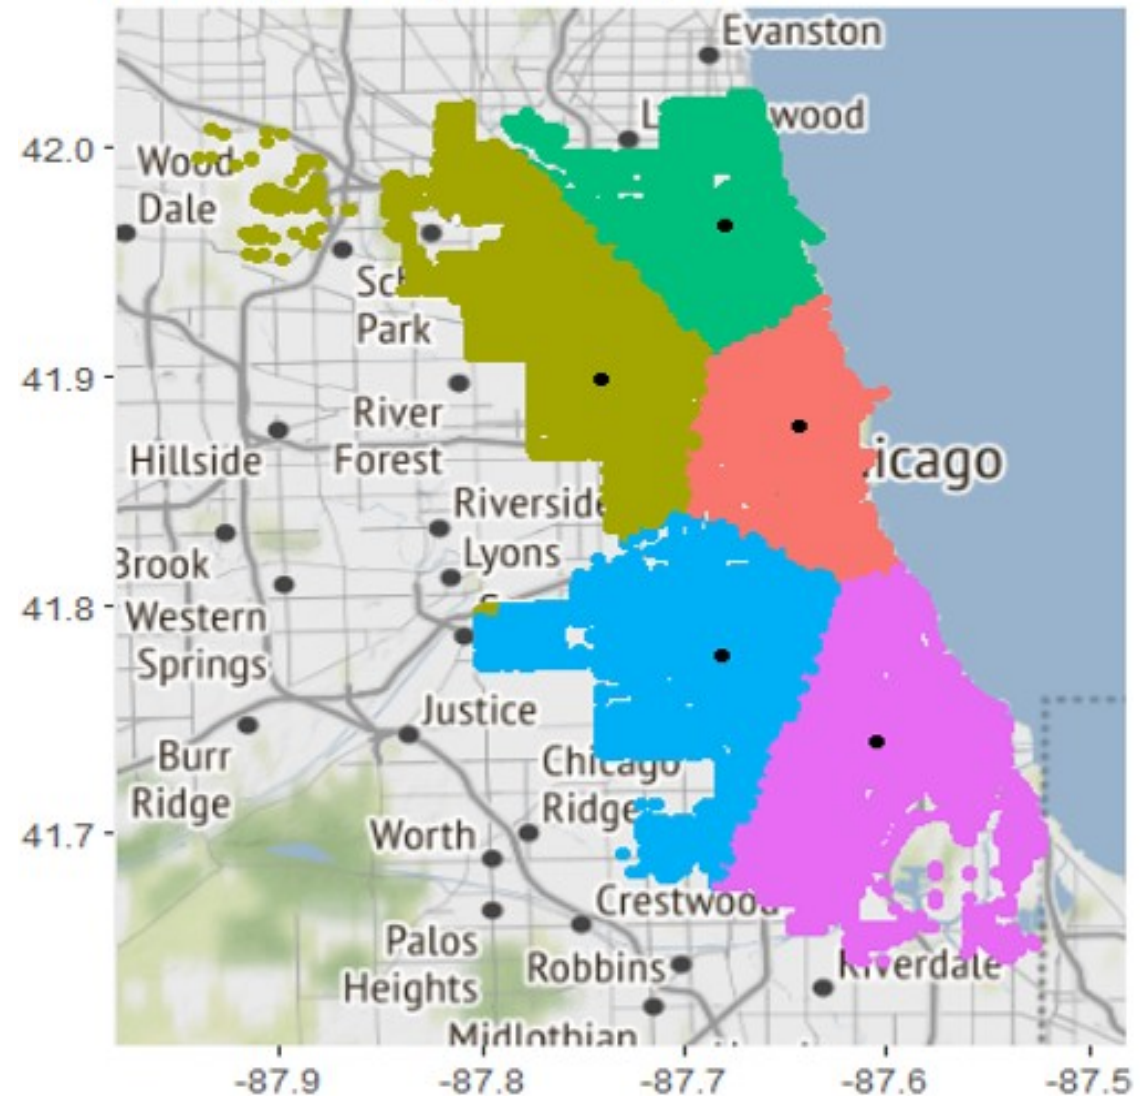 Evanston
42.0
L
wood
Wood
Dale
Sch
Park
41.9
River
Forest
Hillside
icago
Riverside
Lyons
Brook
41.8
Western
Springs
Justice
Burr
Ridge
Chicago
Ridge
41.7
Worth
Crestwood
Palos
Heights
Robbins
Riverdale
Midlothian
-87.9
-87.8
-87.7
-87.6
-87.5